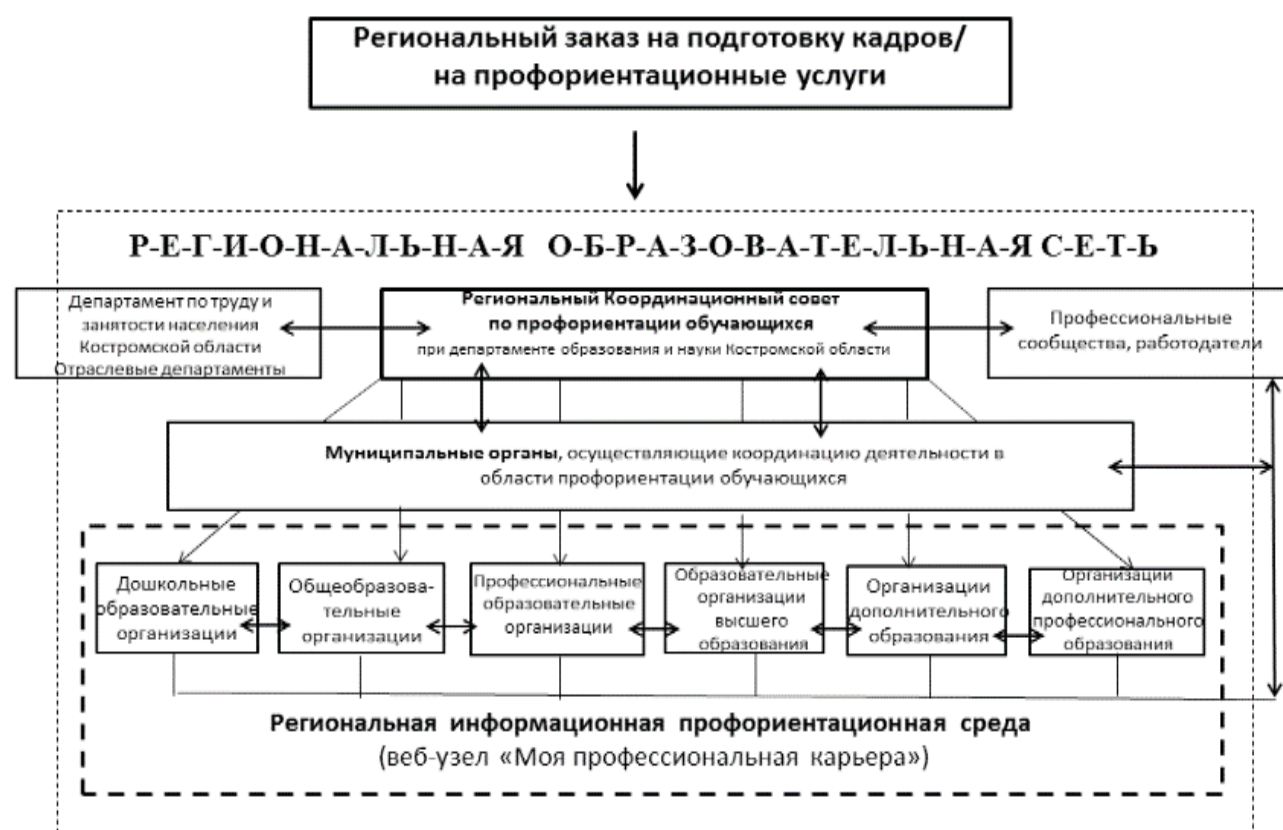 Региональный заказ на подготовку кадров/
на профориентационные услуги
Р-Е-Г-И-О-Н-А-Л-Ь-Н-А-Я О-Б-Р-А-З-О-В-А-Т-Е-Л-Ь-Н-А-Я С-Е-Т-Ь
Департамент по труду и
занятости населения
Костромской области
Отраслевые департаменты
Региональный Координационный совет
по профориентации обучающихся
при департаменте образования и науки Костромской области
Профессиональные
сообщества, работодатели
Муниципальные органы, осуществляющие координацию деятельности в
области профориентации обучающихся
Дошкольные
образовательные
организации
Общеобразова-
тельные
организации
Профессиональные
образовательные
организации
Образовательные
организации
высшего
образования
Организации
дополнительного
образования
Организации
дополнительного
профессионального
образования
Региональная информационная профориентационная среда
(веб-узел «Моя профессиональная карьера»)